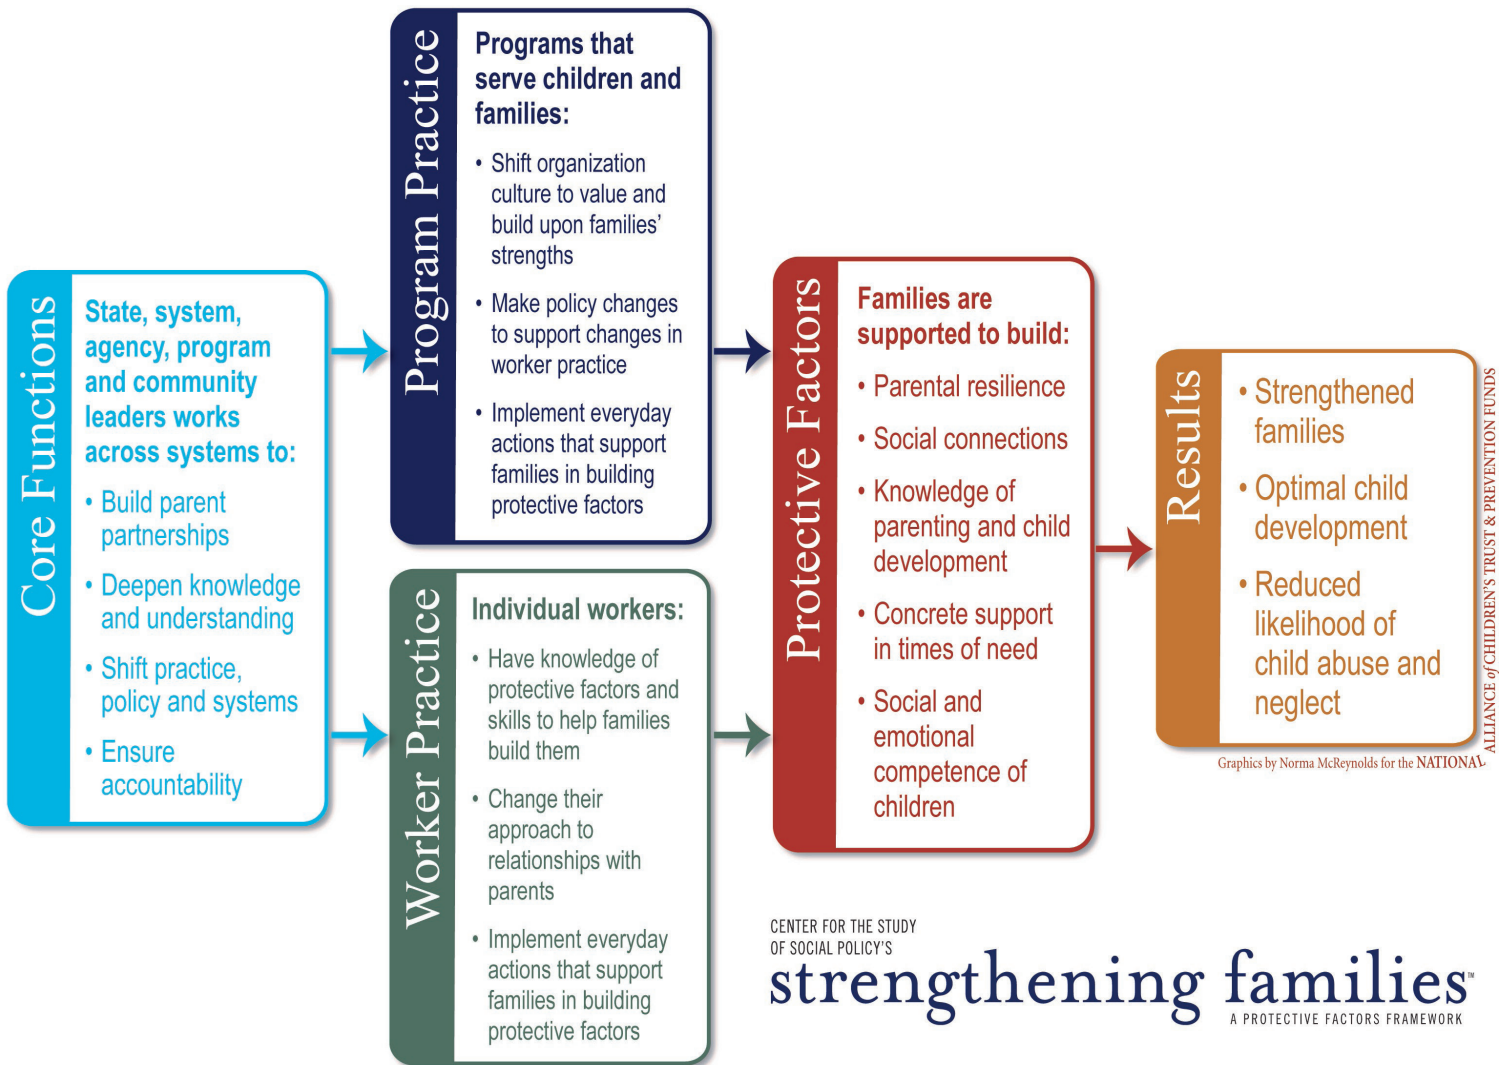 Core Functions
State, system,
agency, program
and community
leaders works
across systems to:
• Build parent
partnerships
• Deepen knowledge
and understanding
• Shift practice,
policy and systems
• Ensure
accountability
Program Practice
Programs that
serve children and
families:
• Shift organization
culture to value and
build upon families’
strengths
• Make policy changes
to support changes in
worker practice
• Implement everyday
actions that support
families in building
protective factors
Worker Practice
Individual workers:
• Have knowledge of
protective factors and
skills to help families
build them
• Change their
approach to
relationships with
parents
• Implement everyday
actions that support
families in building
protective factors
Protective Factors
Families are
supported to build:
• Parental resilience
• Social connections
• Knowledge of
parenting and child
development
• Concrete support
in times of need
• Social and
emotional
competence of
children
Results
• Strengthened
families
• Optimal child
development
• Reduced
likelihood of
child abuse and
neglect
Graphics by Norma McReynolds for the NATIONAL
ALLIANCE of CHILDREN’S TRUST & PREVENTION FUNDS
CENTER FOR THE STUDY
OF SOCIAL POLICY’S
strengthening families™
A PROTECTIVE FACTORS FRAMEWORK